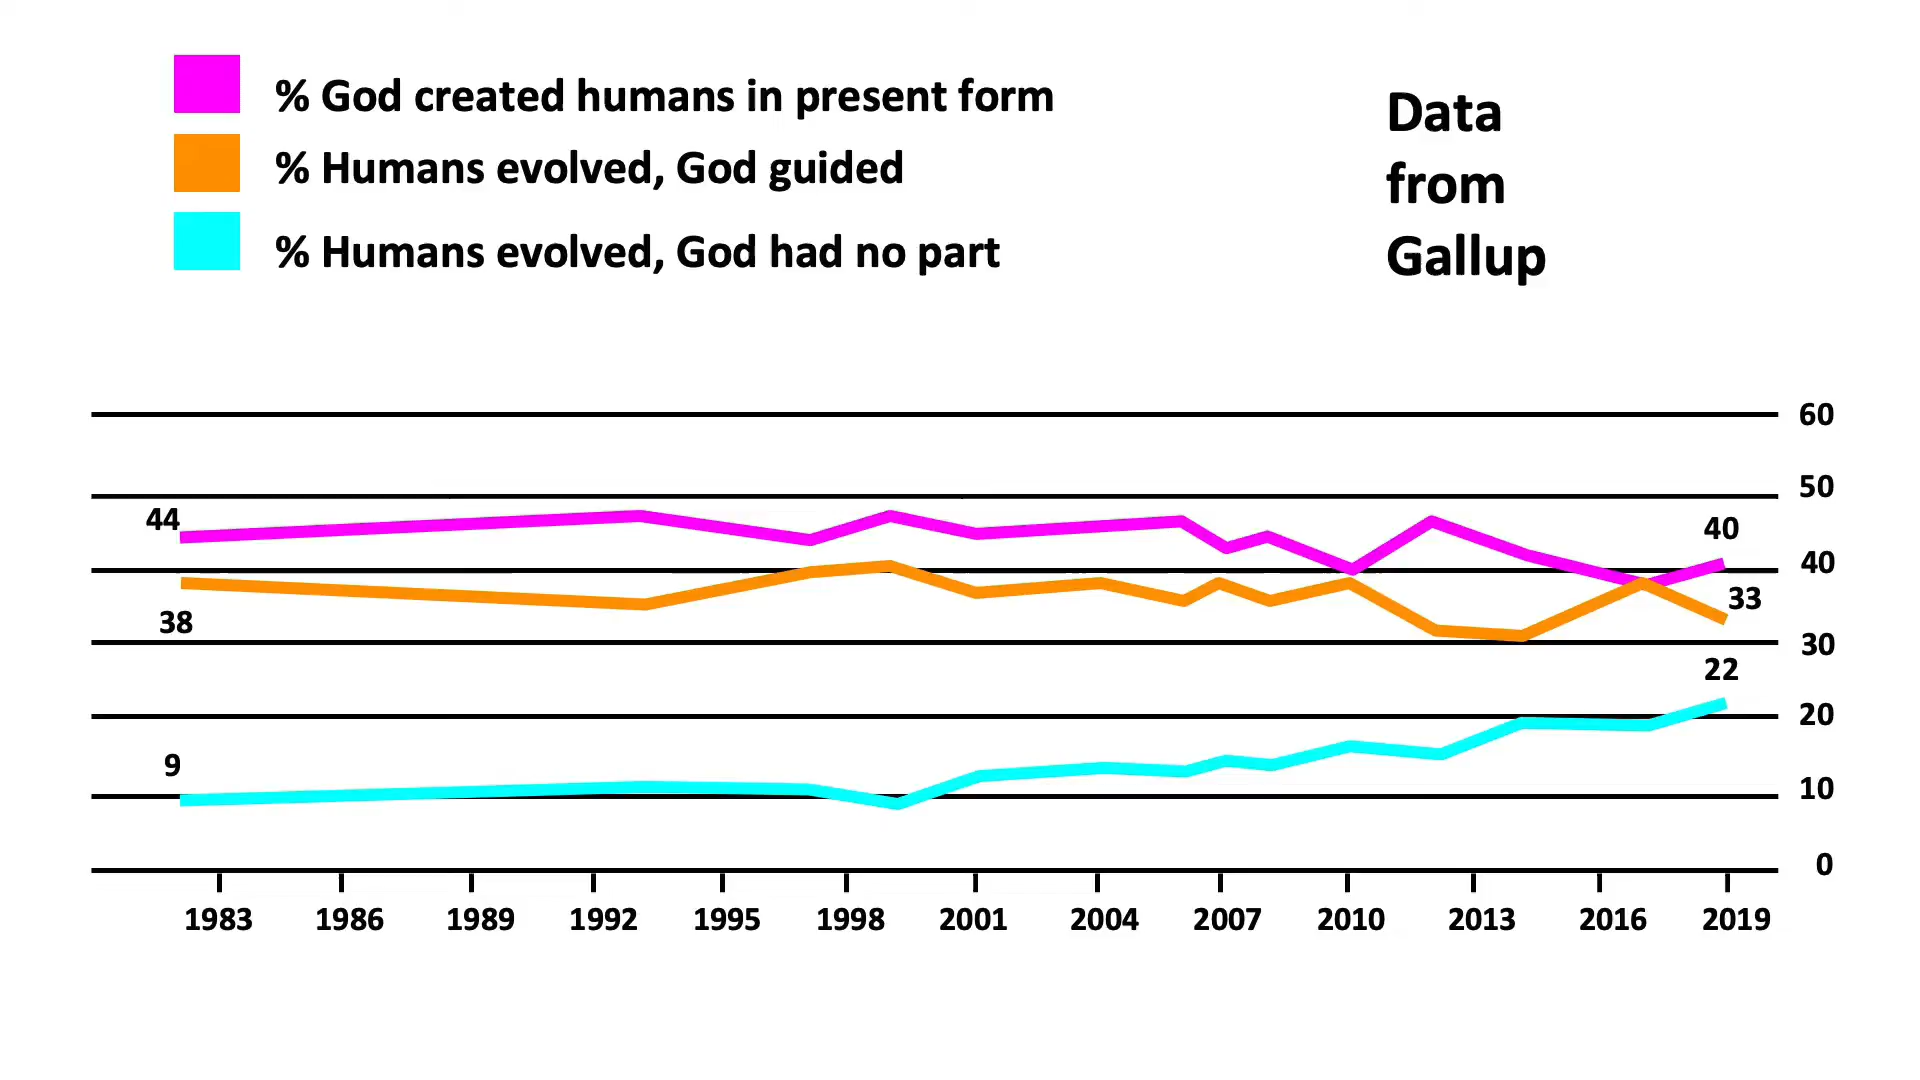 % God created humans in present form
% Humans evolved, God guided
% Humans evolved, God had no part
Data
from
Gallup
60
50
40
30
20
10
0
44
38
9
40
33
22
1983 1986 1989 1992 1995 1998 2001 2004 2007 2010 2013 2016 2019